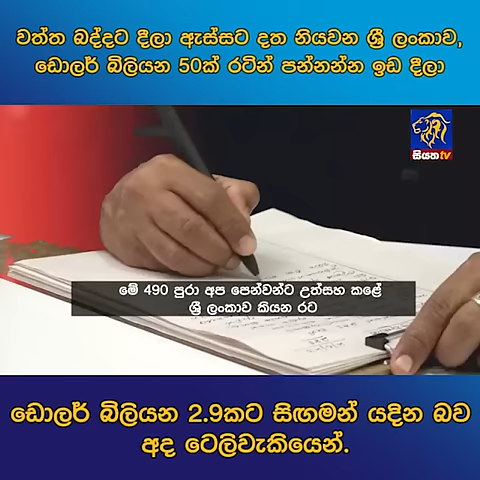 වත්ත බද්දට දීලා ඇස්සට දත නියවන ශ්‍රී ලංකාව,
ඩොලර් බිලියන 50ක් රටින් පන්නන්න ඉඩ දීලා
සියත tv
මේ 490 පුරා අප පෙන්වන්ට උත්සහ කළේ
ශ්‍රී ලංකාව කියන රට
ඩොලර් බිලියන 2.9කට සිඟමන් යදින බව
අද ටෙලිවැකියෙන්.